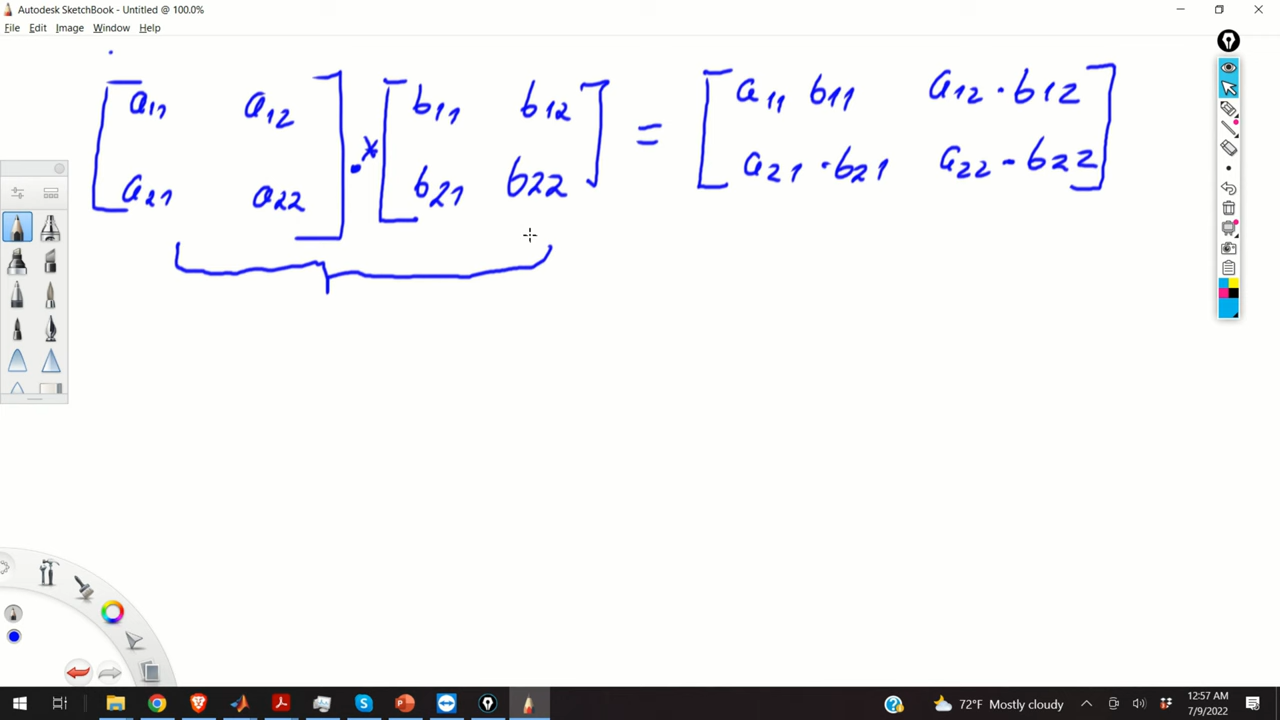 Autodesk SketchBook - Untitled @ 100.0%
File Edit Image Window Help
[ a11 a12 ] .* [ b11 b12 ] = [ a11 b11 a12 · b12 ]
[ a21 a22 ] [ b21 b22 ] [ a21 · b21 a22 - b22 ]
72°F Mostly cloudy
12:57 AM
7/9/2022